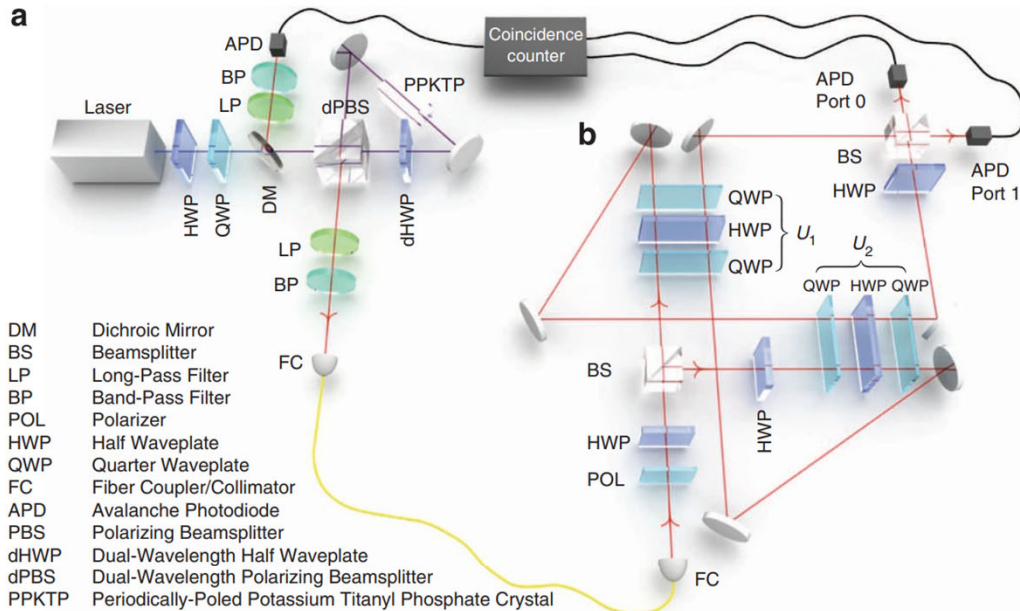 a
Laser
HWP
QWP
DM
APD
BP
LP
dPBS
PPKTP
dHWP
LP
BP
FC
Coincidence
counter
b
APD
Port 0
BS
HWP
APD
Port 1
QWP
HWP
QWP
U1
U2
QWP HWP QWP
BS
HWP
HWP
POL
FC
DM Dichroic Mirror
BS Beamsplitter
LP Long-Pass Filter
BP Band-Pass Filter
POL Polarizer
HWP Half Waveplate
QWP Quarter Waveplate
FC Fiber Coupler/Collimator
APD Avalanche Photodiode
PBS Polarizing Beamsplitter
dHWP Dual-Wavelength Half Waveplate
dPBS Dual-Wavelength Polarizing Beamsplitter
PPKTP Periodically-Poled Potassium Titanyl Phosphate Crystal